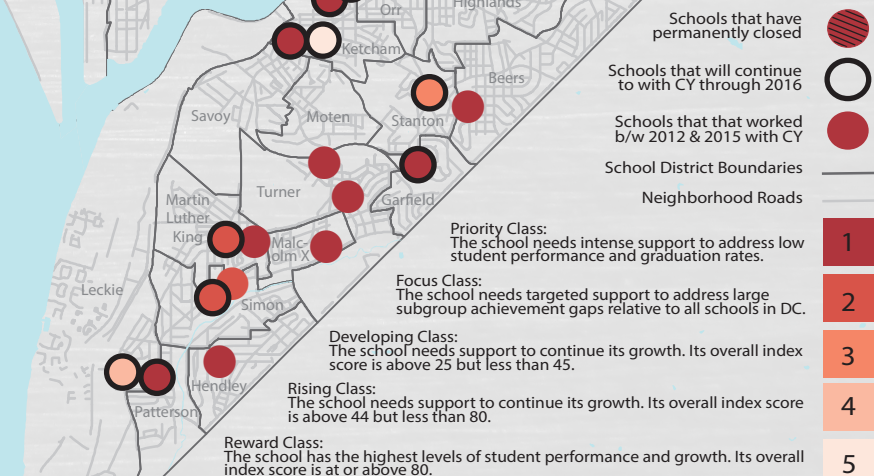 Orr
Highlands
Ketcham
Beers
Savoy
Moten
Stanton
Turner
Garfield
Martin
Luther
King
Malc-
olm X
Leckie
Simon
Hendley
Patterson
Schools that have
permanently closed
Schools that will continue
to with CY through 2016
Schools that that worked
b/w 2012 & 2015 with CY
School District Boundaries
Neighborhood Roads
Priority Class:
The school needs intense support to address low
student performance and graduation rates.
1
Focus Class:
The school needs targeted support to address large
subgroup achievement gaps relative to all schools in DC.
2
Developing Class:
The school needs support to continue its growth. Its overall index
score is above 25 but less than 45.
3
Rising Class:
The school needs support to continue its growth. Its overall index score
is above 44 but less than 80.
4
Reward Class:
The school has the highest levels of student performance and growth. Its overall
index score is at or above 80.
5